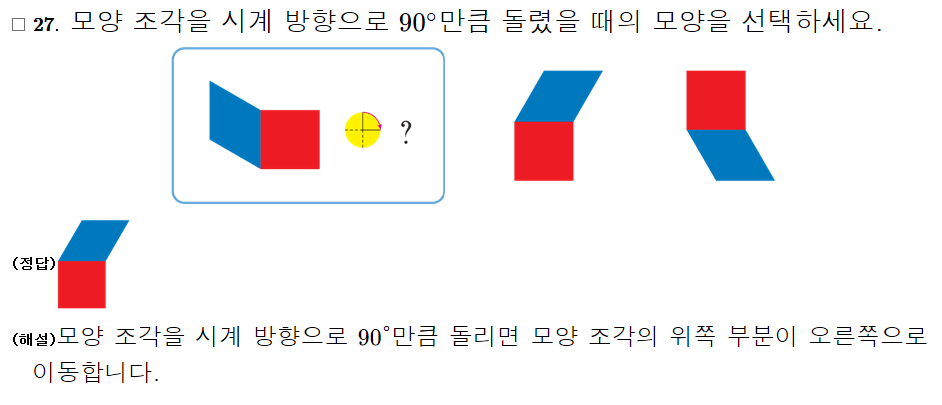 □ 27. 모양 조각을 시계 방향으로 90°만큼 돌렸을 때의 모양을 선택하세요.
?
(정답)
(해설)모양 조각을 시계 방향으로 90˚만큼 돌리면 모양 조각의 위쪽 부분이 오른쪽으로
이동합니다.